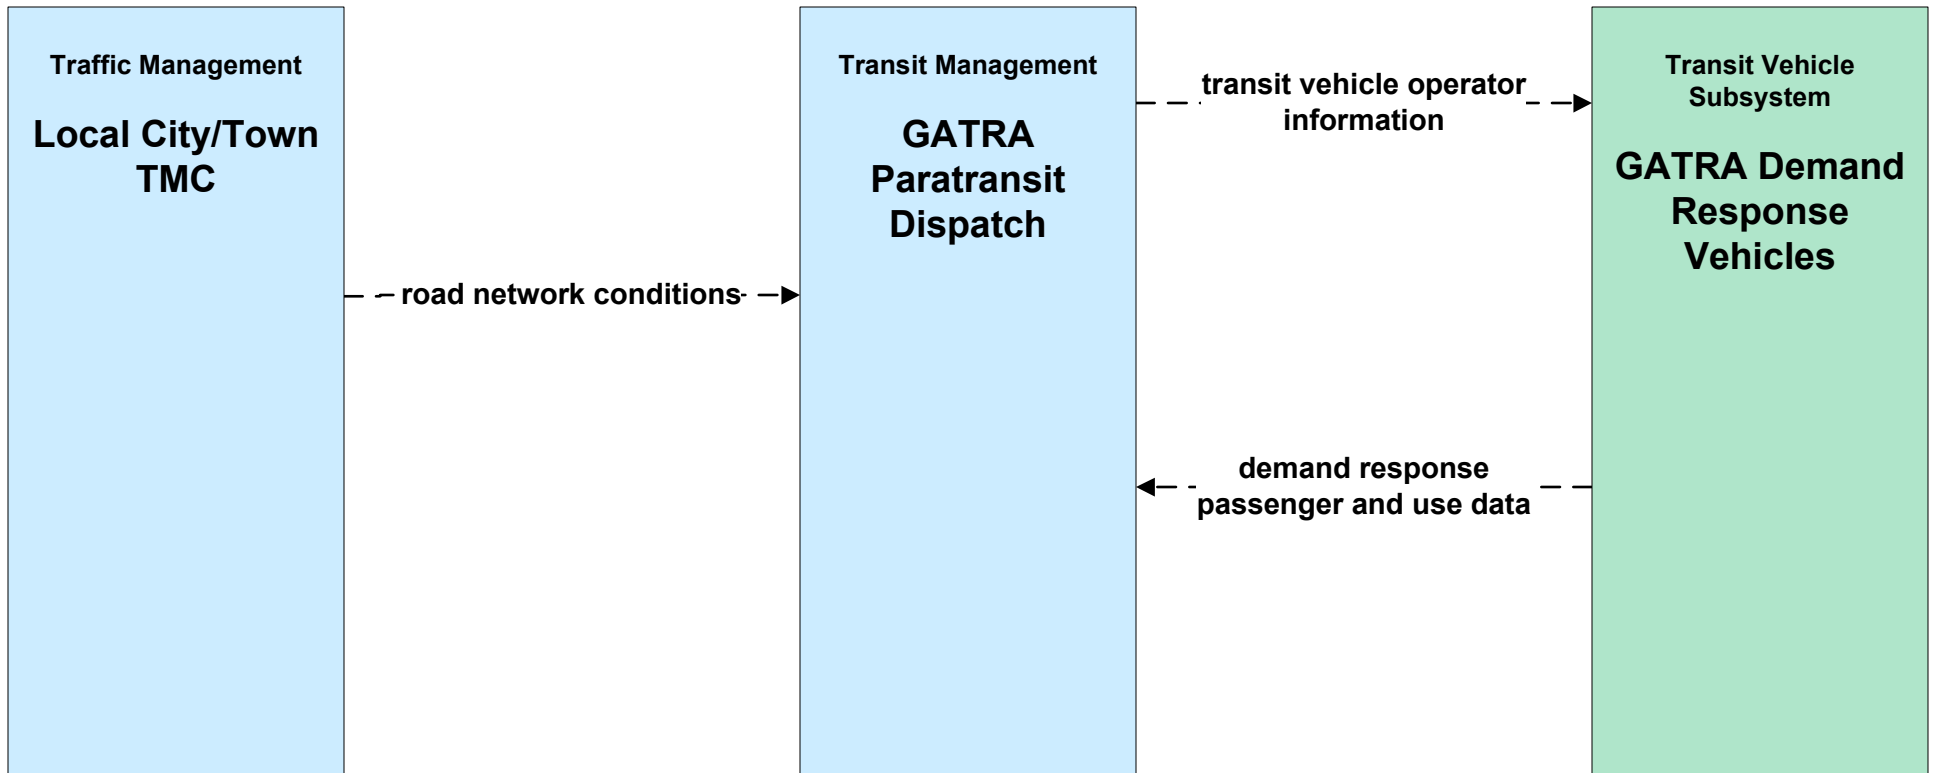 Traffic Management
Local City/Town
TMC
road network conditions
Transit Management
GATRA
Paratransit
Dispatch
transit vehicle operator
information
demand response
passenger and use data
Transit Vehicle
Subsystem
GATRA Demand
Response
Vehicles